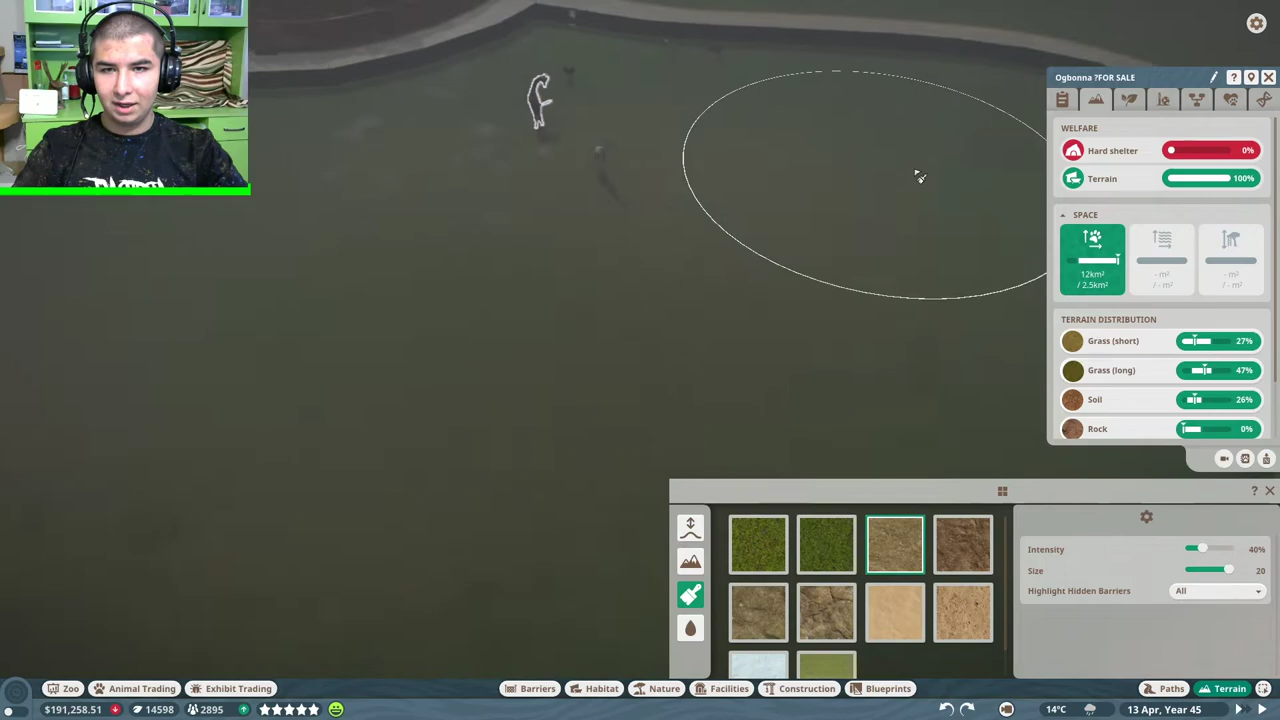 Ogbonna ?FOR SALE
WELFARE
Hard shelter 0%
Terrain 100%
SPACE
12km² / 2.5km²
- m² / - m²
- m² / - m²
TERRAIN DISTRIBUTION
Grass (short) 27%
Grass (long) 47%
Soil 26%
Rock 0%
Intensity 40%
Size 20
Highlight Hidden Barriers All
Zoo Animal Trading Exhibit Trading Barriers Habitat Nature Facilities Construction Blueprints Paths Terrain
$191,258.51 14598 2895 14°C 13 Apr, Year 45